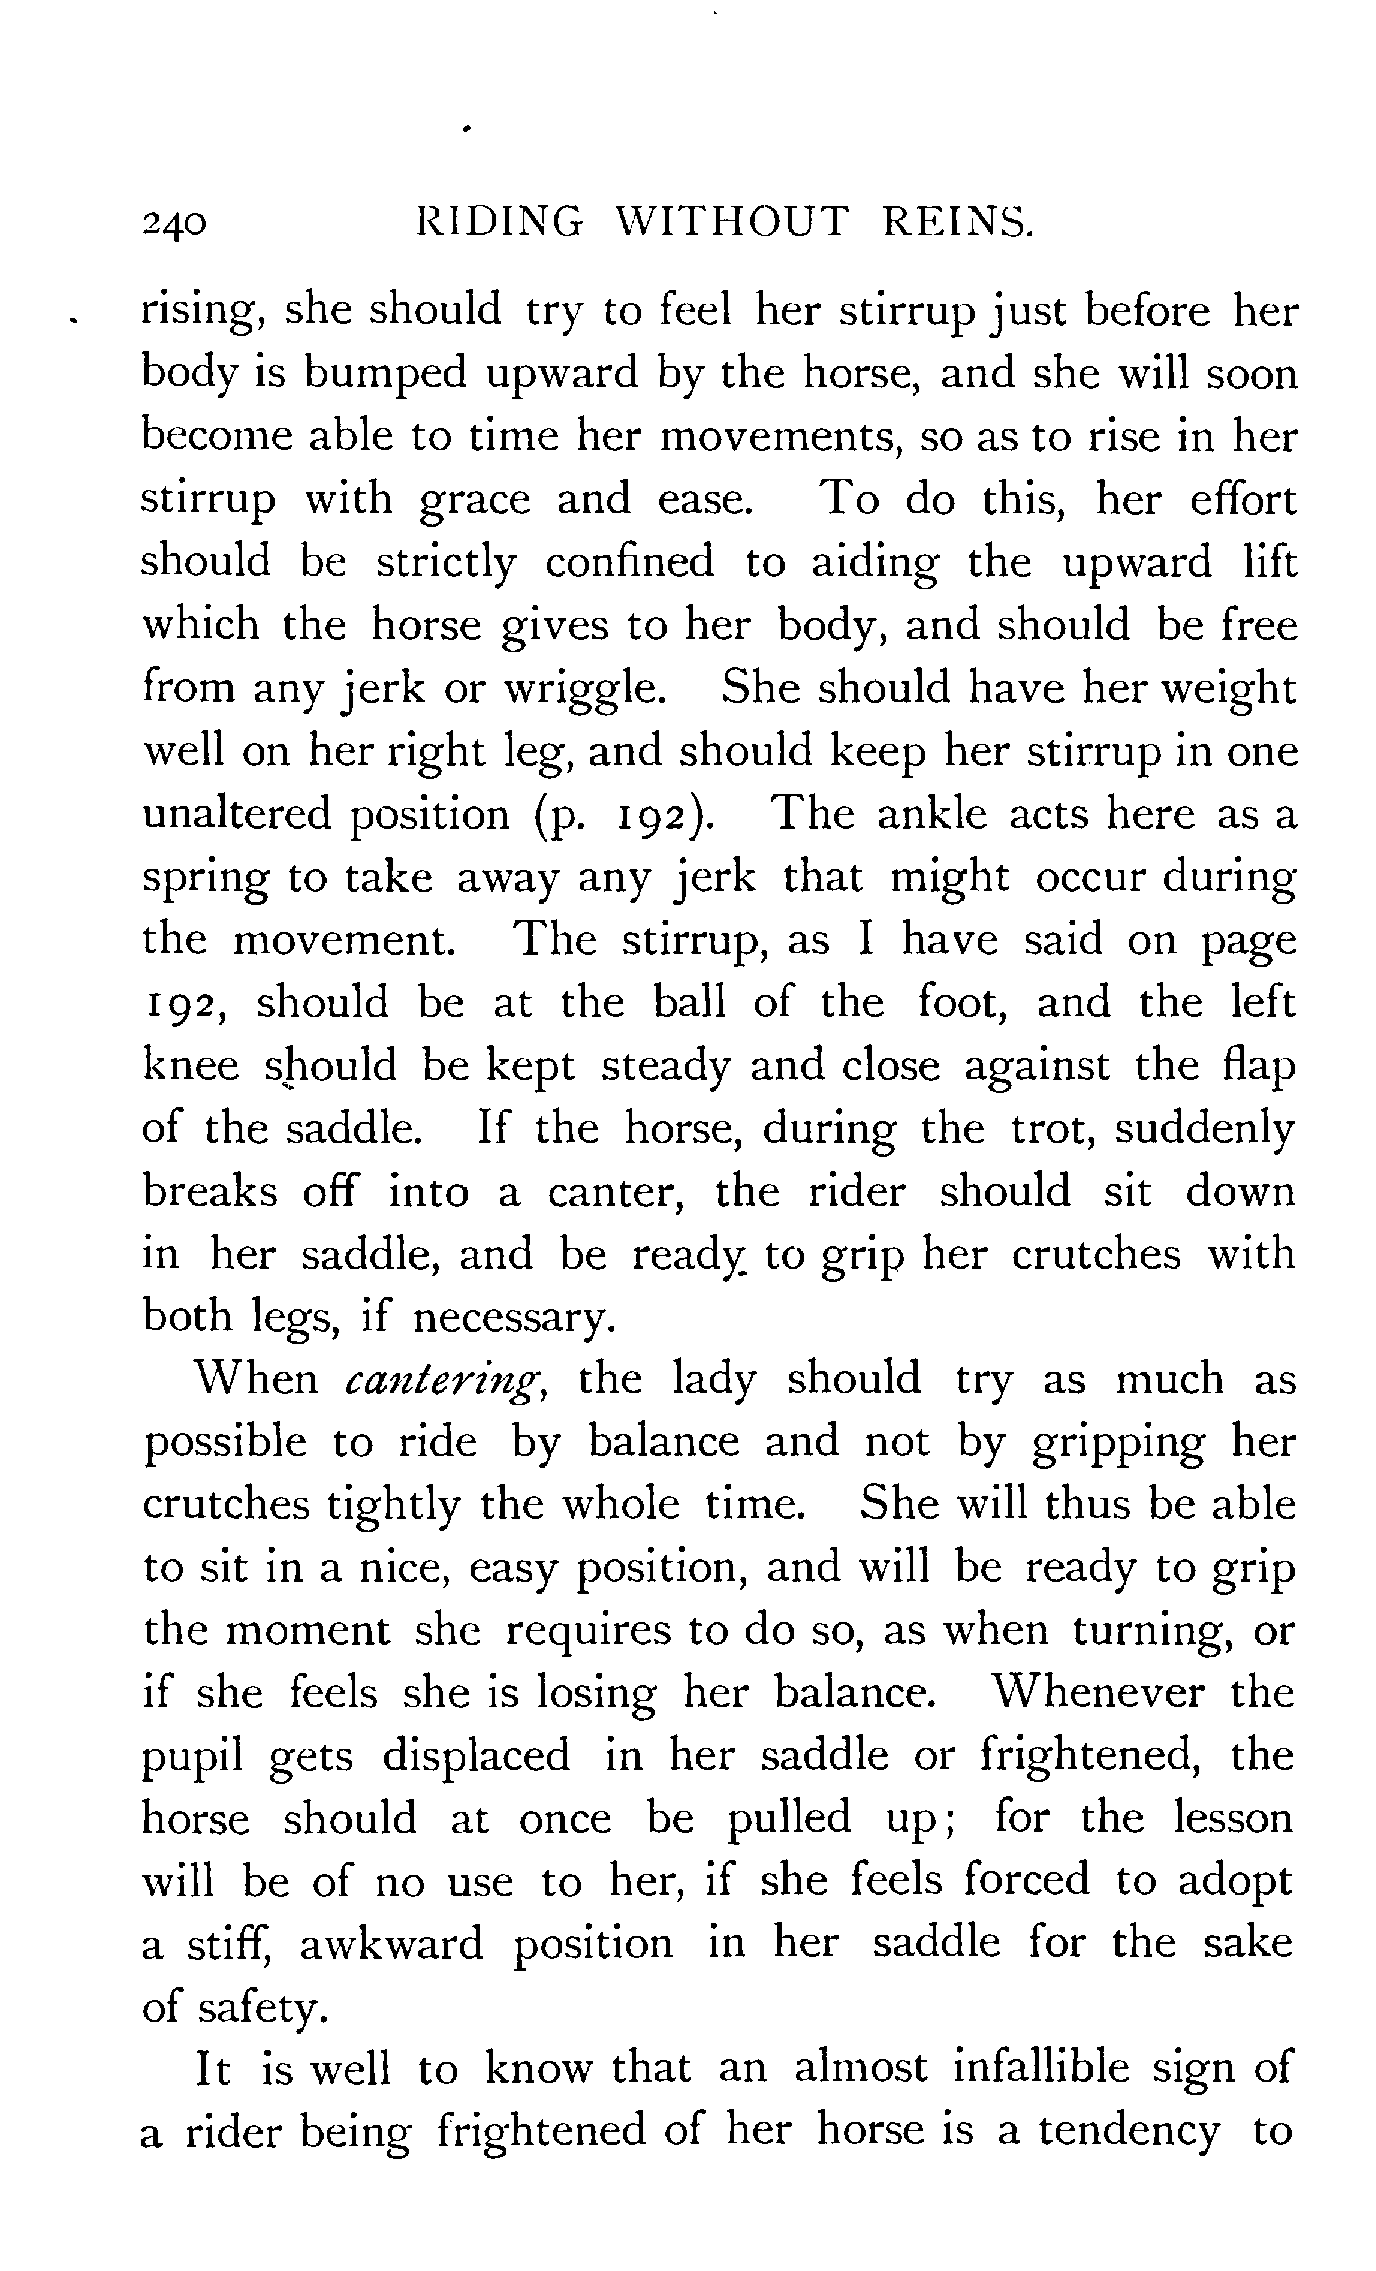 240 RIDING WITHOUT REINS.
rising, she should try to feel her stirrup just before her
body is bumped upward by the horse, and she will soon
become able to time her movements, so as to rise in her
stirrup with grace and ease. To do this, her effort
should be strictly confined to aiding the upward lift
which the horse gives to her body, and should be free
from any jerk or wriggle. She should have her weight
well on her right leg, and should keep her stirrup in one
unaltered position (p. 192). The ankle acts here as a
spring to take away any jerk that might occur during
the movement. The stirrup, as I have said on page
192, should be at the ball of the foot, and the left
knee should be kept steady and close against the flap
of the saddle. If the horse, during the trot, suddenly
breaks off into a canter, the rider should sit down
in her saddle, and be ready to grip her crutches with
both legs, if necessary.
When cantering, the lady should try as much as
possible to ride by balance and not by gripping her
crutches tightly the whole time. She will thus be able
to sit in a nice, easy position, and will be ready to grip
the moment she requires to do so, as when turning, or
if she feels she is losing her balance. Whenever the
pupil gets displaced in her saddle or frightened, the
horse should at once be pulled up; for the lesson
will be of no use to her, if she feels forced to adopt
a stiff, awkward position in her saddle for the sake
of safety.
It is well to know that an almost infallible sign of
a rider being frightened of her horse is a tendency to